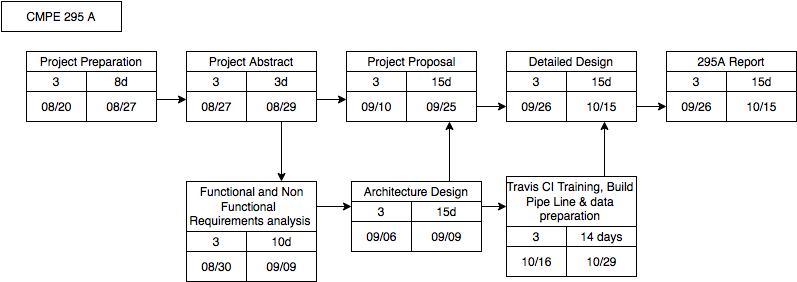 CMPE 295 A
Project Preparation
3 8d
08/20 08/27
Project Abstract
3 3d
08/27 08/29
Project Proposal
3 15d
09/10 09/25
Detailed Design
3 15d
09/26 10/15
295A Report
3 15d
09/26 10/15
Functional and Non
Functional
Requirements analysis
3 10d
08/30 09/09
Architecture Design
3 15d
09/06 09/09
Travis CI Training, Build
Pipe Line & data
preparation
3 14 days
10/16 10/29